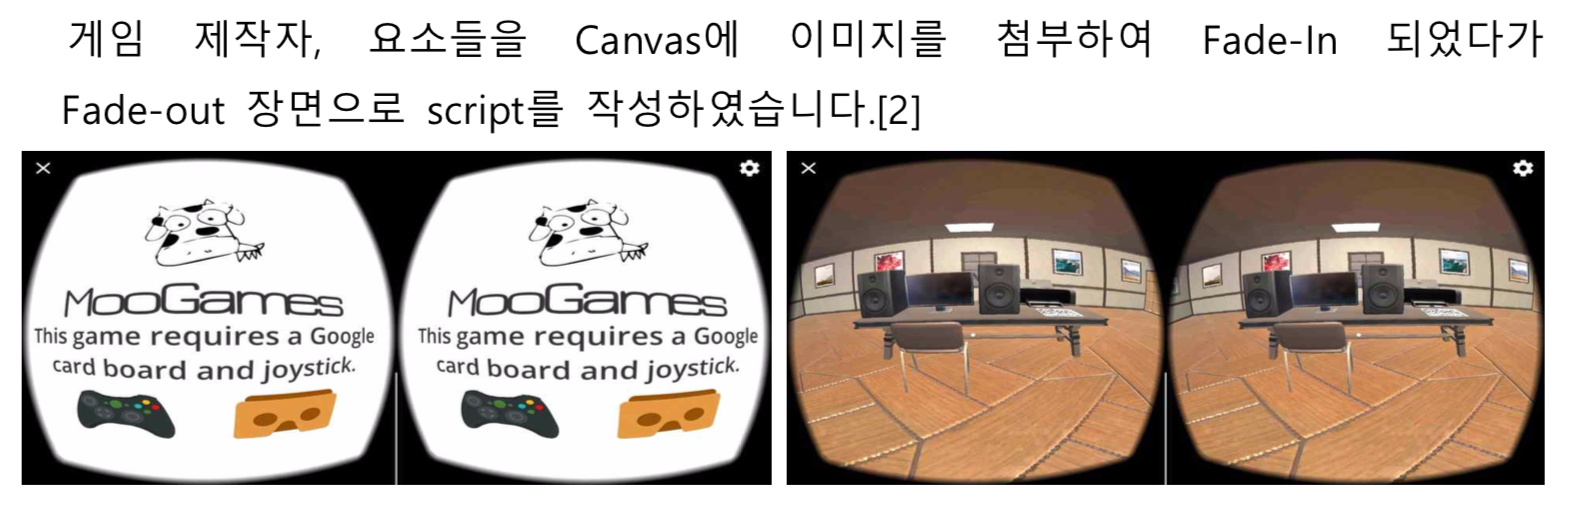 게임 제작자, 요소들을 Canvas에 이미지를 첨부하여 Fade-In 되었다가
Fade-out 장면으로 script를 작성하였습니다.[2]
MooGames
This game requires a Google
card board and joystick.
MooGames
This game requires a Google
card board and joystick.